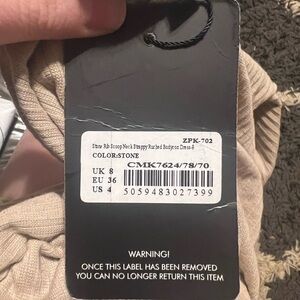 ZPK-702
Stone Rib Scoop Neck Strappy Ruched Bodycon Dress-8
COLOR:STONE
CMK7624/78/70
UK 8
EU 36
US 4
5059483027399
WARNING!
ONCE THIS LABEL HAS BEEN REMOVED
YOU CAN NO LONGER RETURN THIS ITEM